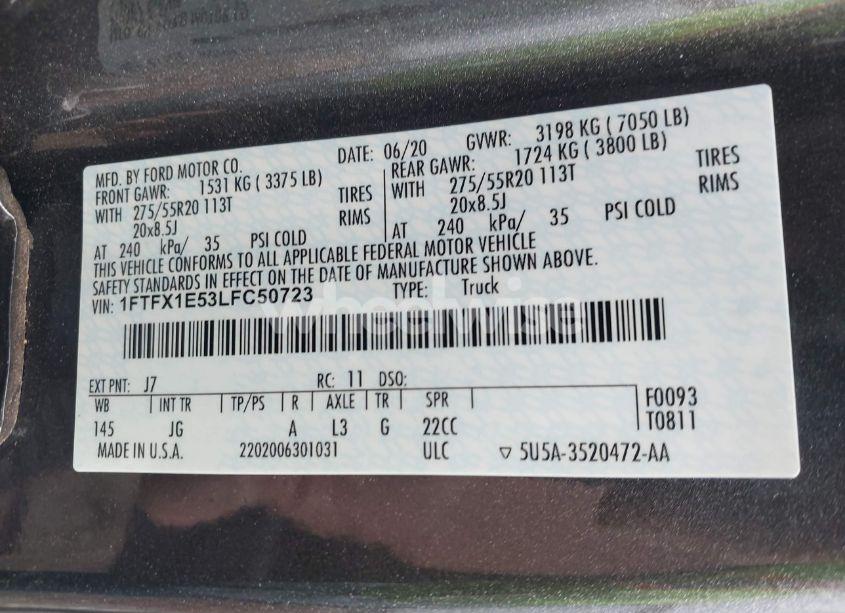 MFD. BY FORD MOTOR CO.
DATE: 06/20 GVWR: 3198 KG ( 7050 LB)
FRONT GAWR: 1531 KG ( 3375 LB)
REAR GAWR: 1724 KG ( 3800 LB)
WITH 275/55R20 113T TIRES
WITH 275/55R20 113T TIRES
20x8.5J RIMS
20x8.5J RIMS
AT 240 kPa/ 35 PSI COLD
AT 240 kPa/ 35 PSI COLD
THIS VEHICLE CONFORMS TO ALL APPLICABLE FEDERAL MOTOR VEHICLE
SAFETY STANDARDS IN EFFECT ON THE DATE OF MANUFACTURE SHOWN ABOVE.
VIN: 1FTFX1E53LFC50723 TYPE: Truck
wheelwise
EXT PNT: J7 RC: 11 DSO:
WB INT TR TP/PS R AXLE TR SPR F0093
145 JG A L3 G 22CC T0811
MADE IN U.S.A. 2202006301031 ULC ▽ 5U5A-3520472-AA